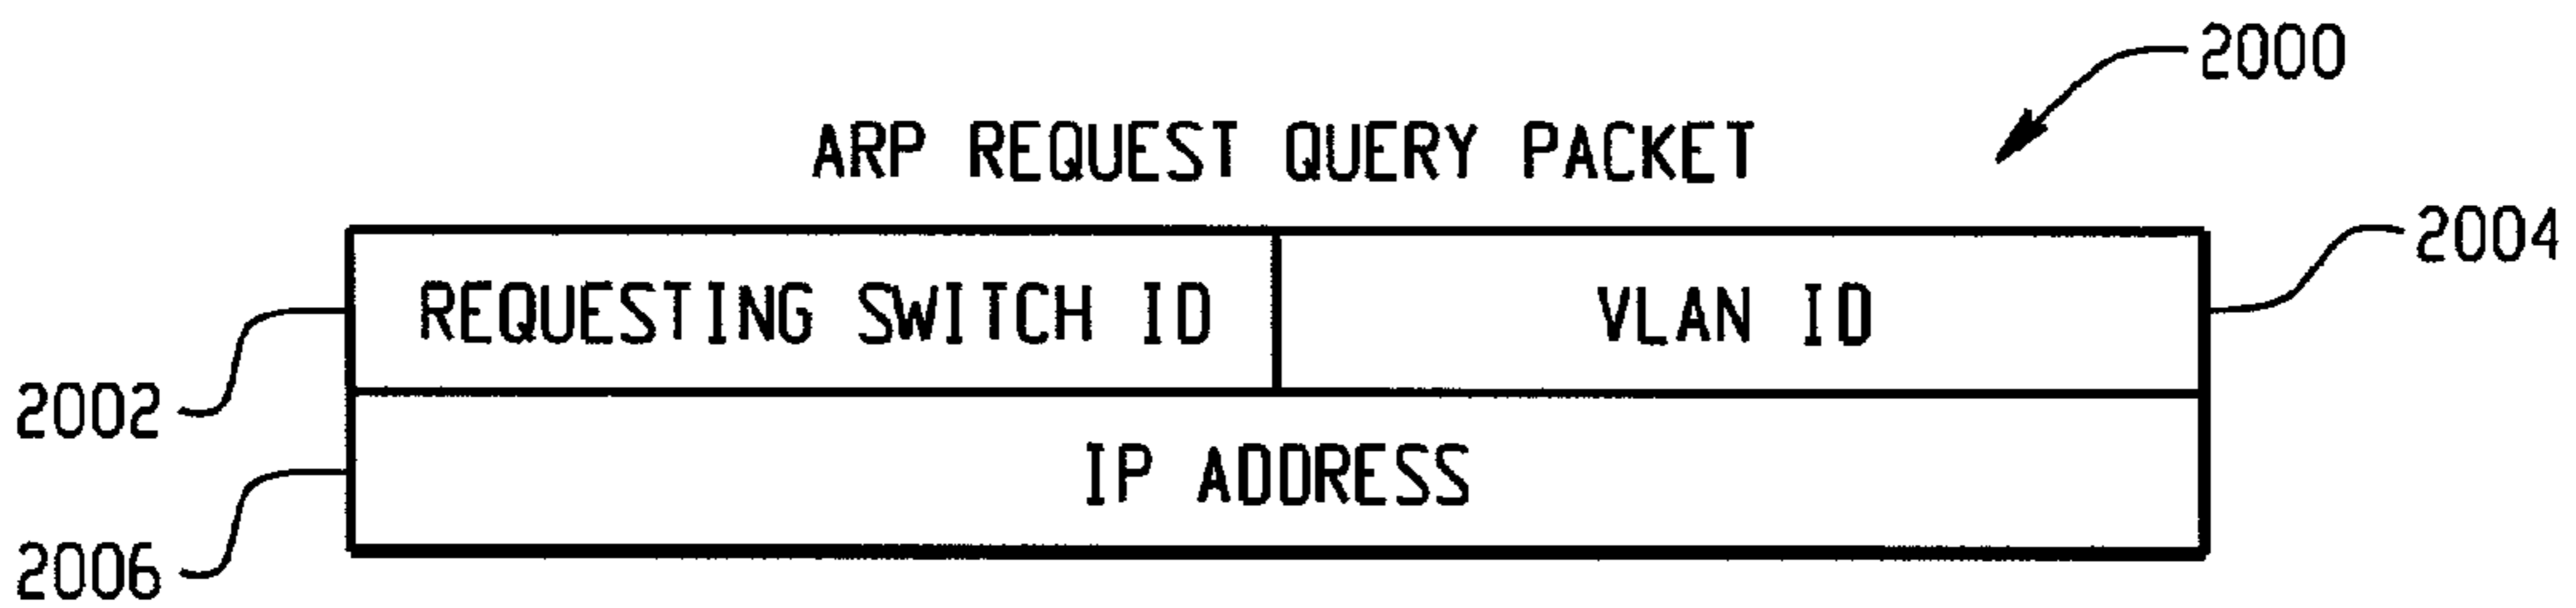 2000
ARP REQUEST QUERY PACKET
2004
REQUESTING SWITCH ID VLAN ID
2002
IP ADDRESS
2006